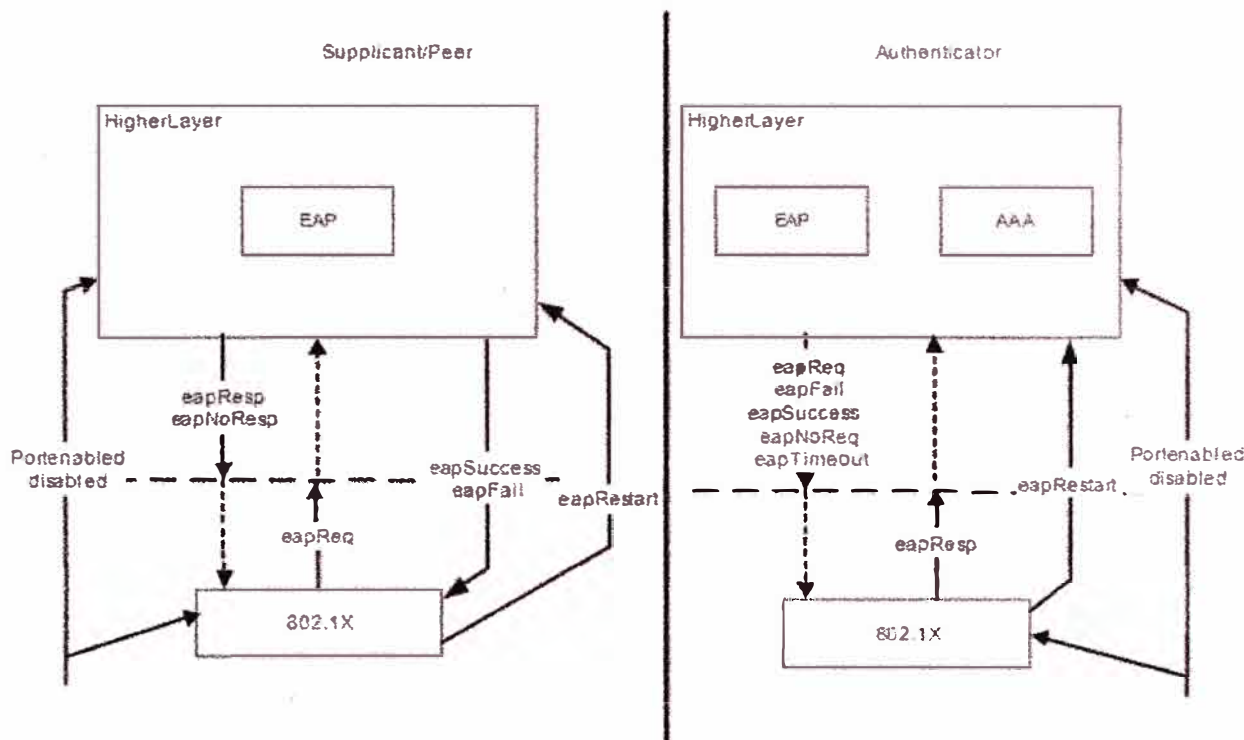 Supplicant/Peer
HigherLayer
EAP
eapResp
eapNoResp
Portenabled
disabled
eapSuccess
eapFail
eapRestart
eapReq
802.1X
Authenticator
HigherLayer
EAP
AAA
eapReq
eapFail
eapSuccess
eapNoReq
eapTimeout
Portenabled
disabled
eapRestart
eapResp
802.1X